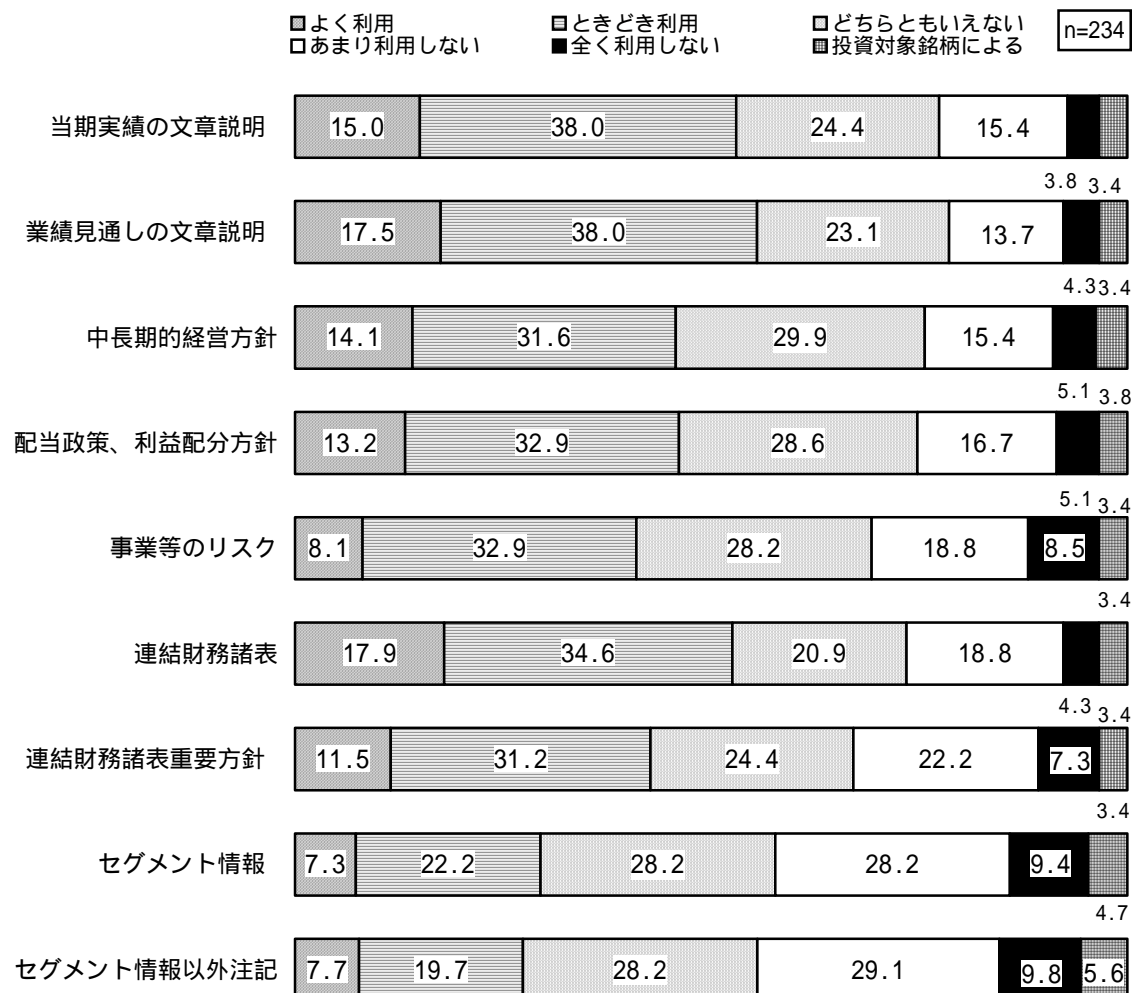 よく利用 ときどき利用 どちらともいえない n=234
あまり利用しない 全く利用しない 投資対象銘柄による
当期実績の文章説明 15.0 38.0 24.4 15.4
3.8 3.4
業績見通しの文章説明 17.5 38.0 23.1 13.7
4.3 3.4
中長期的経営方針 14.1 31.6 29.9 15.4
5.1 3.8
配当政策、利益配分方針 13.2 32.9 28.6 16.7
5.1 3.4
事業等のリスク 8.1 32.9 28.2 18.8 8.5
3.4
連結財務諸表 17.9 34.6 20.9 18.8
4.3 3.4
連結財務諸表重要方針 11.5 31.2 24.4 22.2 7.3
3.4
セグメント情報 7.3 22.2 28.2 28.2 9.4
4.7
セグメント情報以外注記 7.7 19.7 28.2 29.1 9.8 5.6